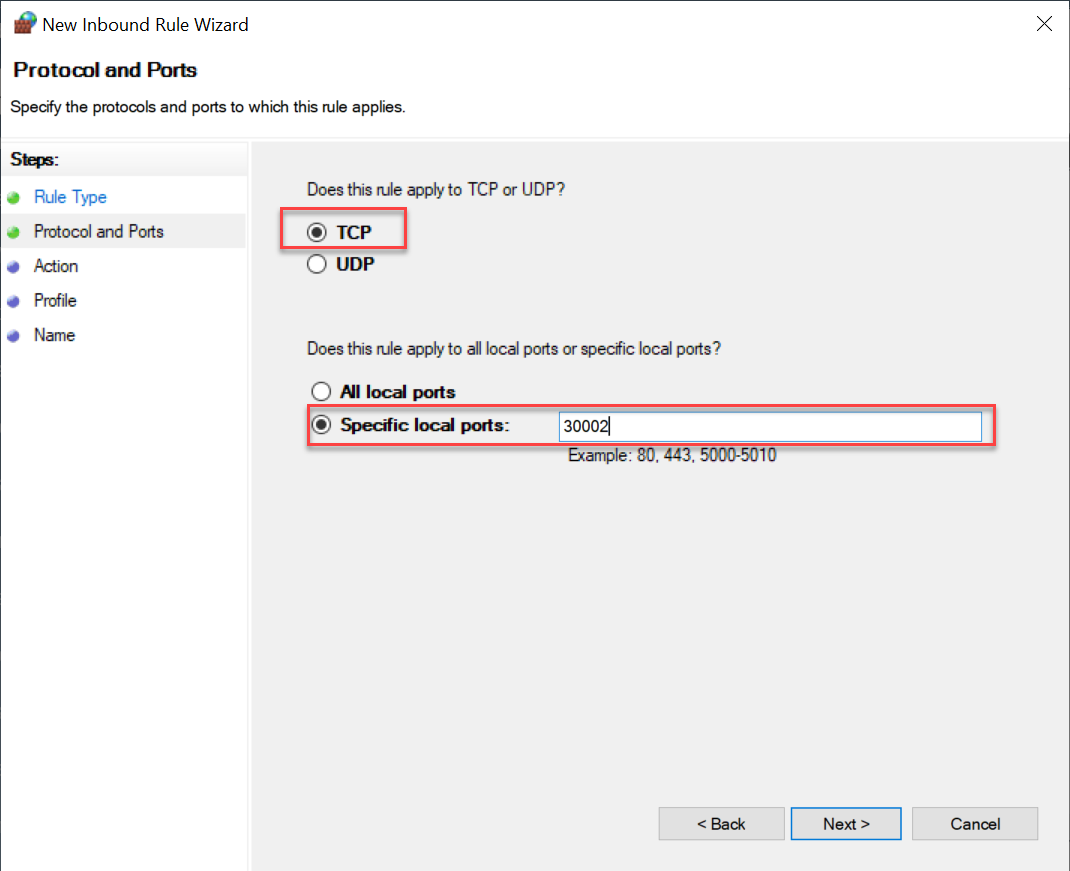 New Inbound Rule Wizard
Protocol and Ports
Specify the protocols and ports to which this rule applies.
Steps:
Rule Type
Protocol and Ports
Action
Profile
Name
Does this rule apply to TCP or UDP?
TCP
UDP
Does this rule apply to all local ports or specific local ports?
All local ports
Specific local ports: 30002
Example: 80, 443, 5000-5010
< Back Next > Cancel